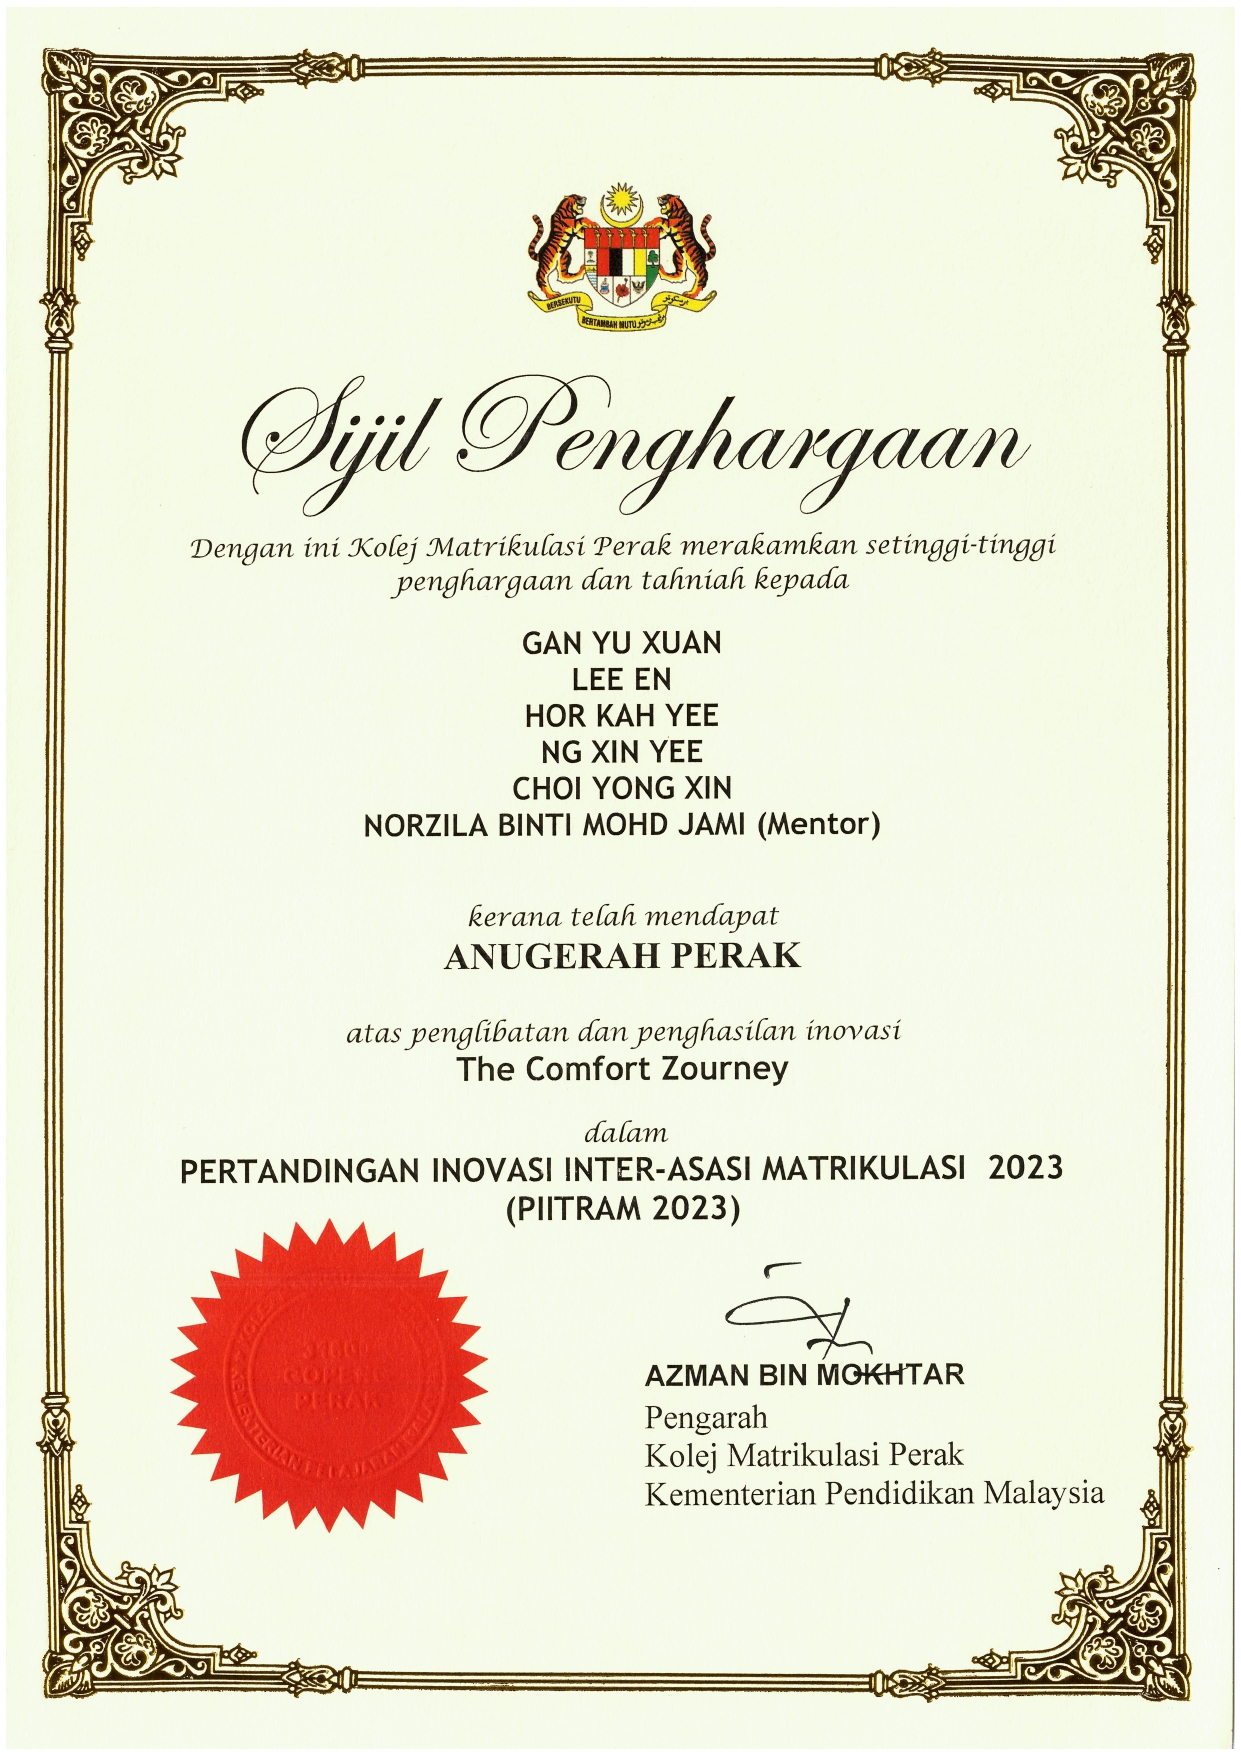 BERSEKUTU
BERTAMBAH MUTU
Sijil Penghargaan
Dengan ini Kolej Matrikulasi Perak merakamkan setinggi-tinggi
penghargaan dan tahniah kepada
GAN YU XUAN
LEE EN
HOR KAH YEE
NG XIN YEE
CHOI YONG XIN
NORZILA BINTI MOHD JAMI (Mentor)
kerana telah mendapat
ANUGERAH PERAK
atas penglibatan dan penghasilan inovasi
The Comfort Zourney
dalam
PERTANDINGAN INOVASI INTER-ASASI MATRIKULASI 2023
(PIITRAM 2023)
31600
GOPENG
PERAK
AZMAN BIN MOKHTAR
Pengarah
Kolej Matrikulasi Perak
Kementerian Pendidikan Malaysia